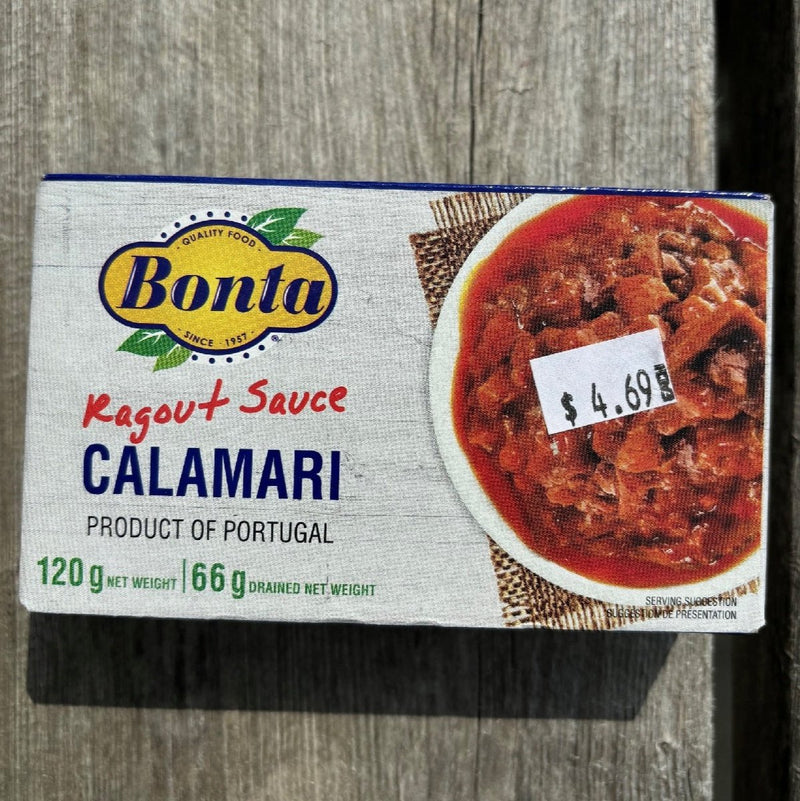 QUALITY FOOD
Bonta
SINCE 1957
®
Ragout Sauce
CALAMARI
PRODUCT OF PORTUGAL
120 g NET WEIGHT | 66 g DRAINED NET WEIGHT
$ 4.69
SERVING SUGGESTION
SUGGESTION DE PRÉSENTATION